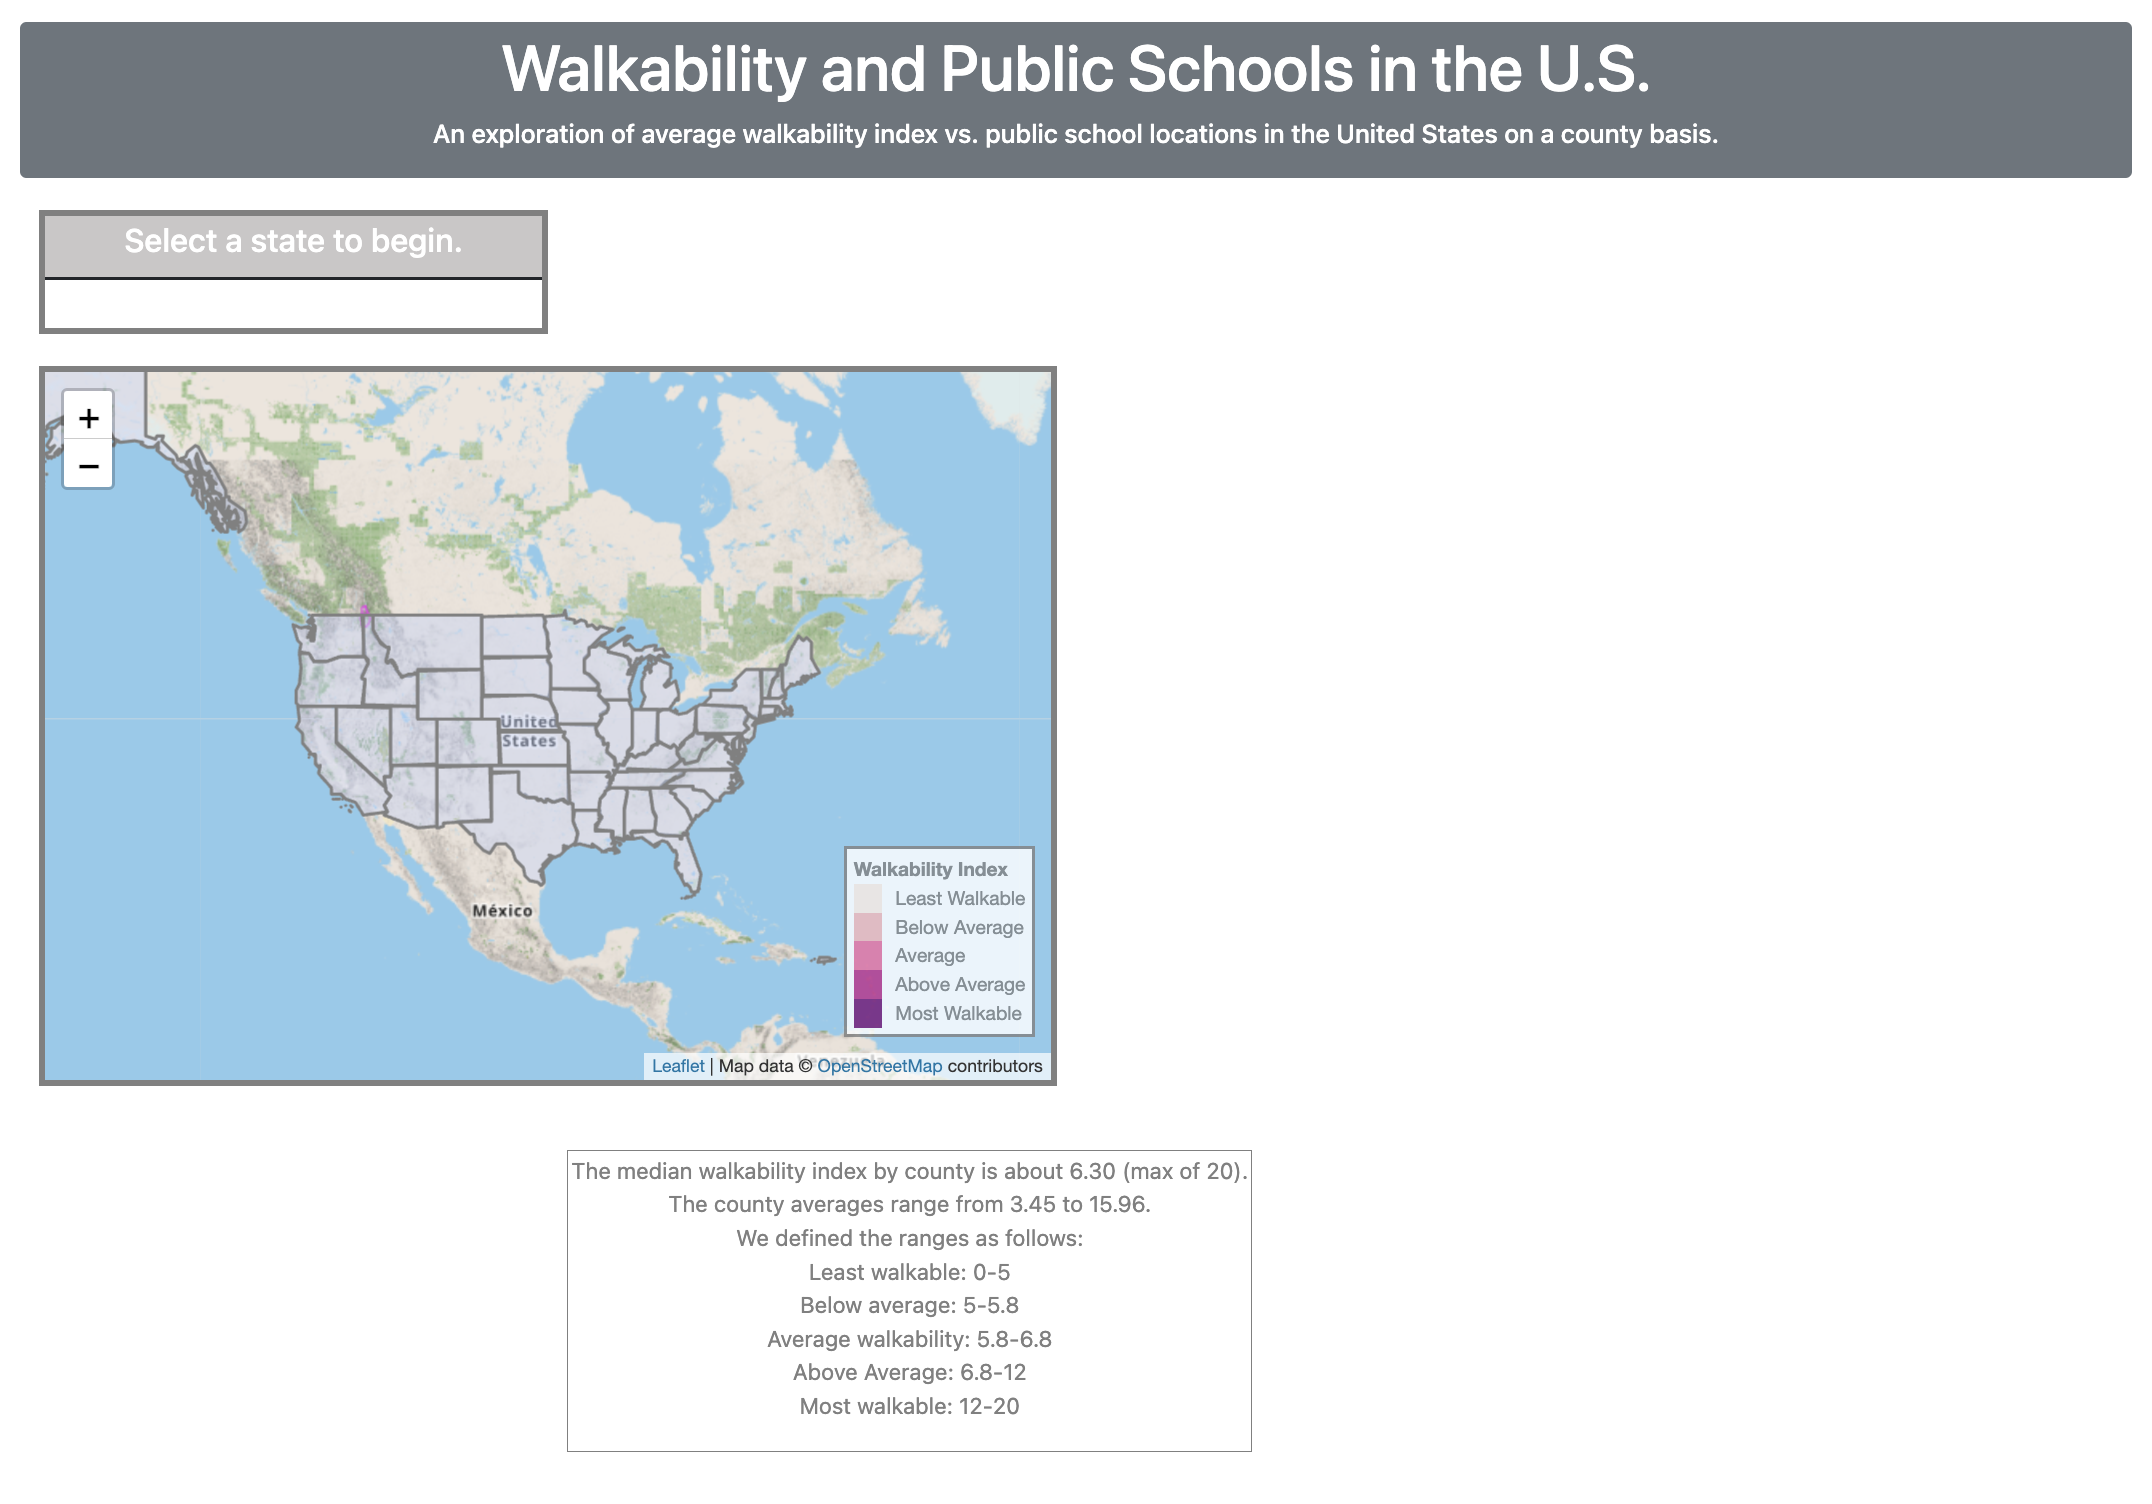 Walkability and Public Schools in the U.S.
An exploration of average walkability index vs. public school locations in the United States on a county basis.
Select a state to begin.
+
−
United
States
México
Walkability Index
Least Walkable
Below Average
Average
Above Average
Most Walkable
Venezuela
Leaflet | Map data © OpenStreetMap contributors
The median walkability index by county is about 6.30 (max of 20).
The county averages range from 3.45 to 15.96.
We defined the ranges as follows:
Least walkable: 0-5
Below average: 5-5.8
Average walkability: 5.8-6.8
Above Average: 6.8-12
Most walkable: 12-20